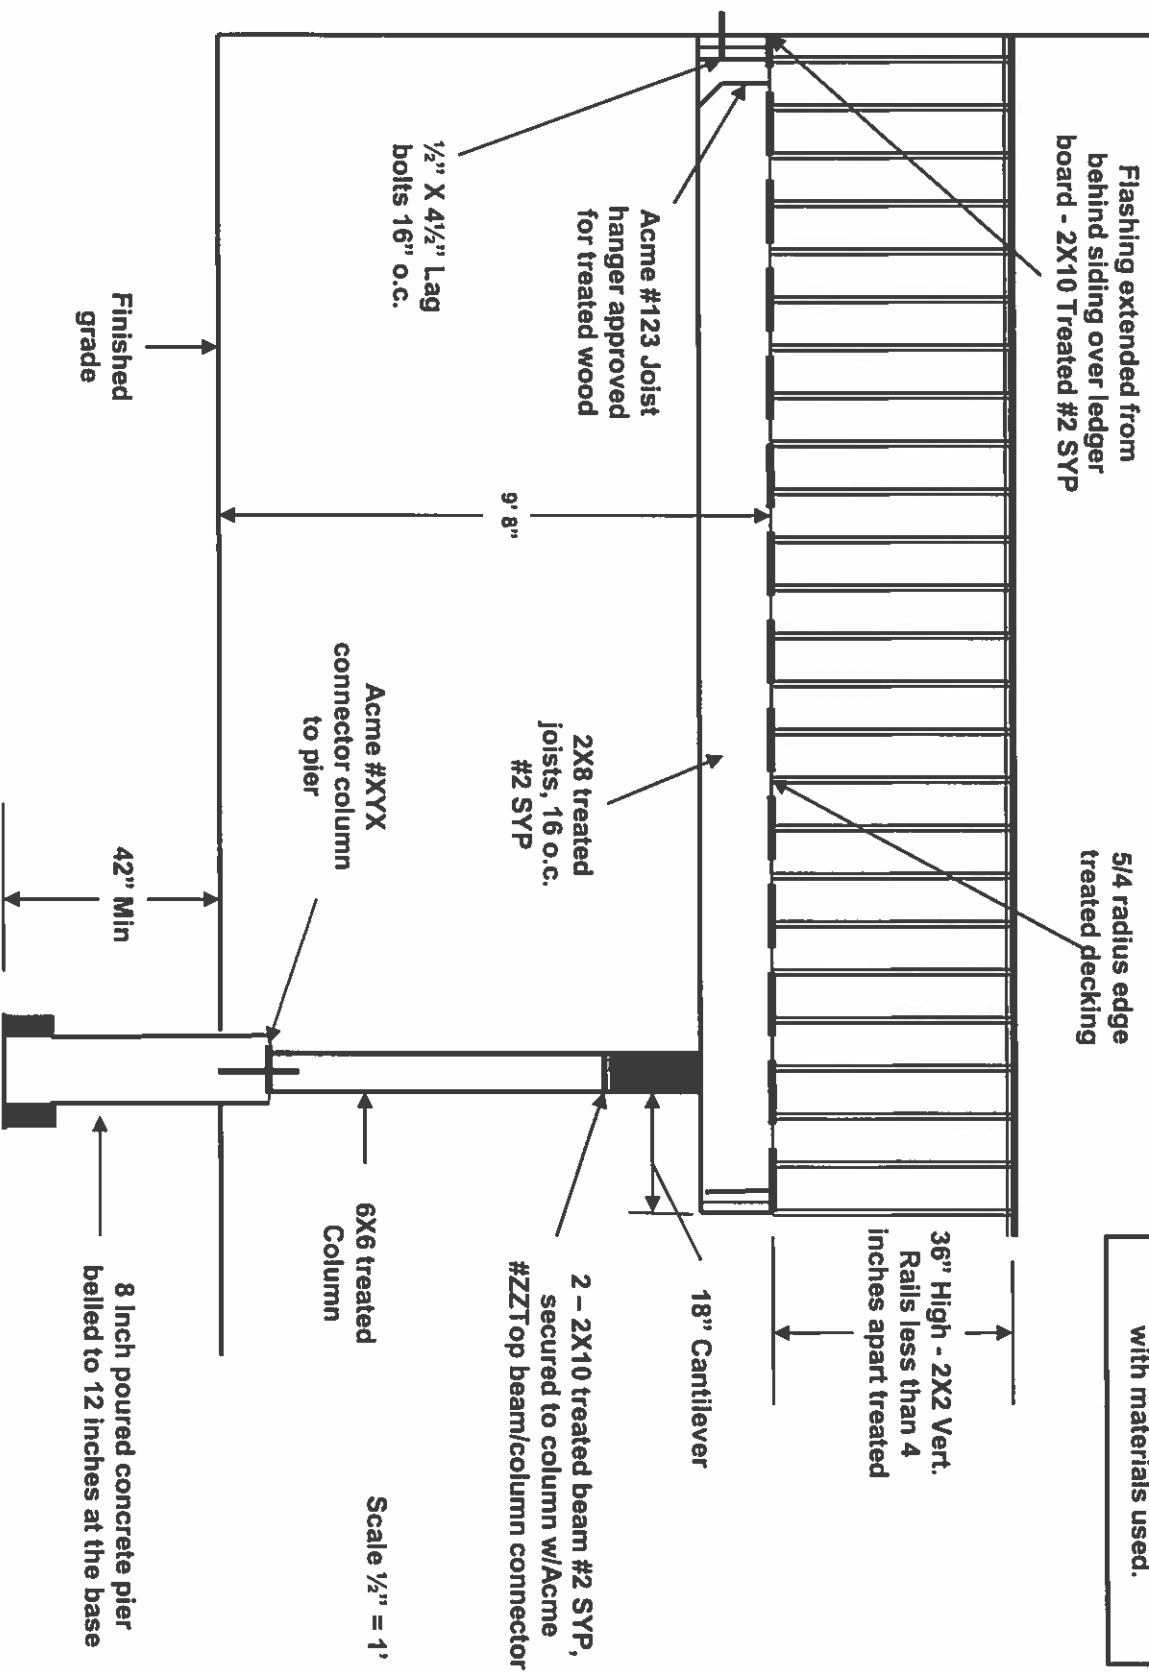 with materials used.
Flashing extended from
behind siding over ledger
board - 2X10 Treated #2 SYP
5/4 radius edge
treated decking
36” High - 2X2 Vert.
Rails less than 4
inches apart treated
Acme #123 Joist
hanger approved
for treated wood
½” X 4½” Lag
bolts 16” o.c.
9' 8”
2X8 treated
joists, 16 o.c.
#2 SYP
18” Cantilever
2 – 2X10 treated beam #2 SYP,
secured to column w/Acme
#ZZTop beam/column connector
Acme #XYX
connector column
to pier
6X6 treated
Column
Scale ½” = 1'
Finished
grade
42” Min
8 Inch poured concrete pier
belled to 12 inches at the base